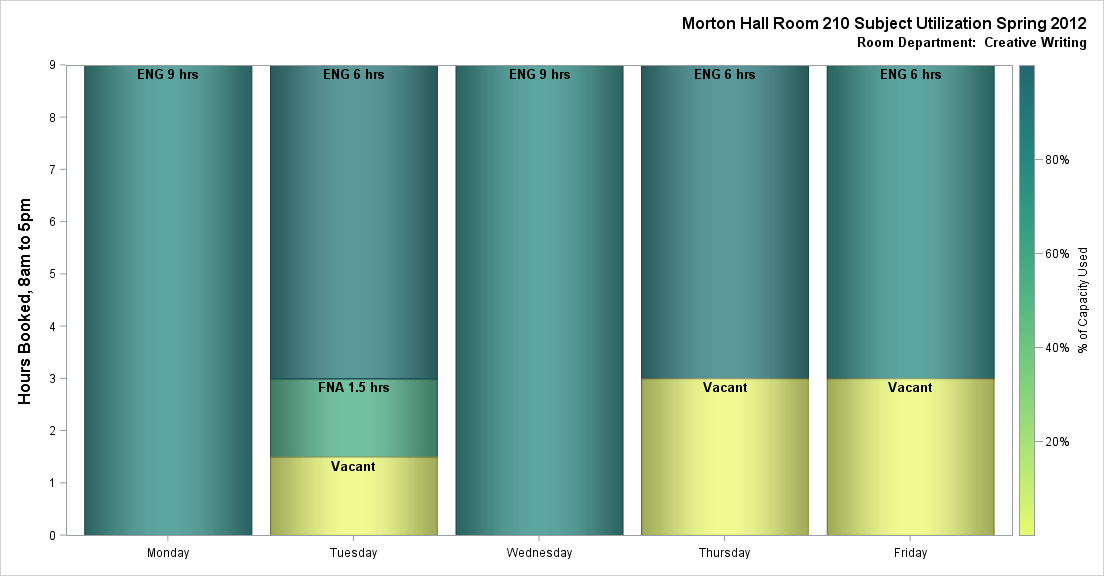 Morton Hall Room 210 Subject Utilization Spring 2012
Room Department: Creative Writing
Hours Booked, 8am to 5pm
9
8
7
6
5
4
3
2
1
0
ENG 9 hrs
ENG 6 hrs
ENG 9 hrs
ENG 6 hrs
ENG 6 hrs
FNA 1.5 hrs
Vacant
Vacant
Vacant
Monday
Tuesday
Wednesday
Thursday
Friday
80%
60%
40%
20%
% of Capacity Used